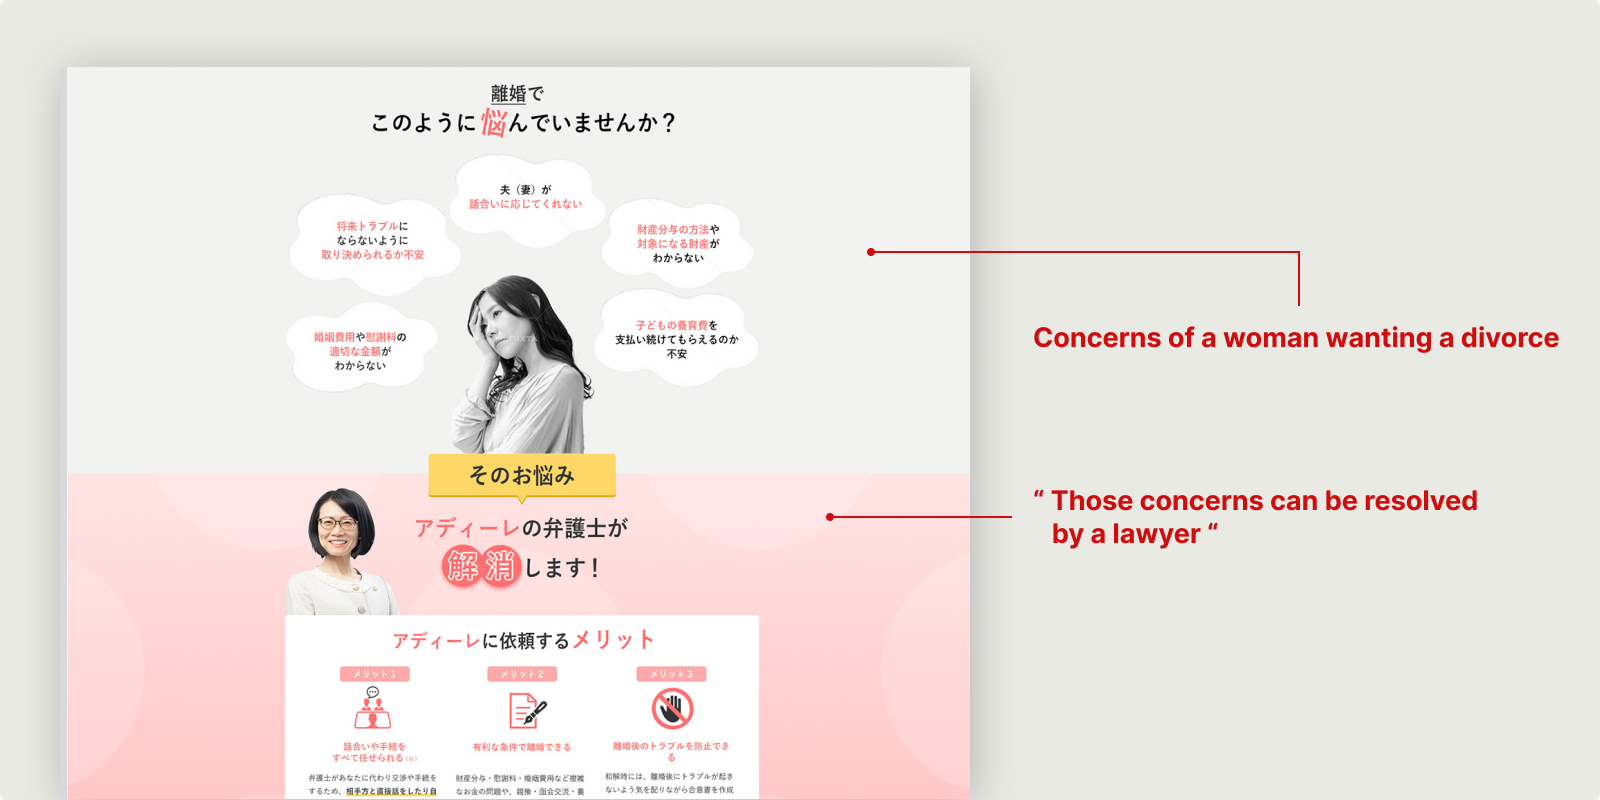 離婚で
このように悩んでいませんか？
夫（妻）が
話合いに応じてくれない
将来トラブルに
ならないように
取り決められるか不安
財産分与の方法や
対象になる財産が
わからない
婚姻費用や慰謝料の
適切な金額が
わからない
子どもの養育費を
支払い続けてもらえるのか
不安
Concerns of a woman wanting a divorce
そのお悩み
アディーレの弁護士が
解消します！
“ Those concerns can be resolved
by a lawyer “
アディーレに依頼するメリット
メリット1
話合いや手続を
すべて任せられる（※）
弁護士があなたに代わり交渉や手続を
するため、相手方と直接話をしたり自
メリット2
有利な条件で離婚できる
財産分与・慰謝料・婚姻費用など複雑
なお金の問題や、親権・面会交流・養
メリット3
離婚後のトラブルを防止でき
る
和解時には、離婚後にトラブルが起き
ないよう気を配りながら合意書を作成